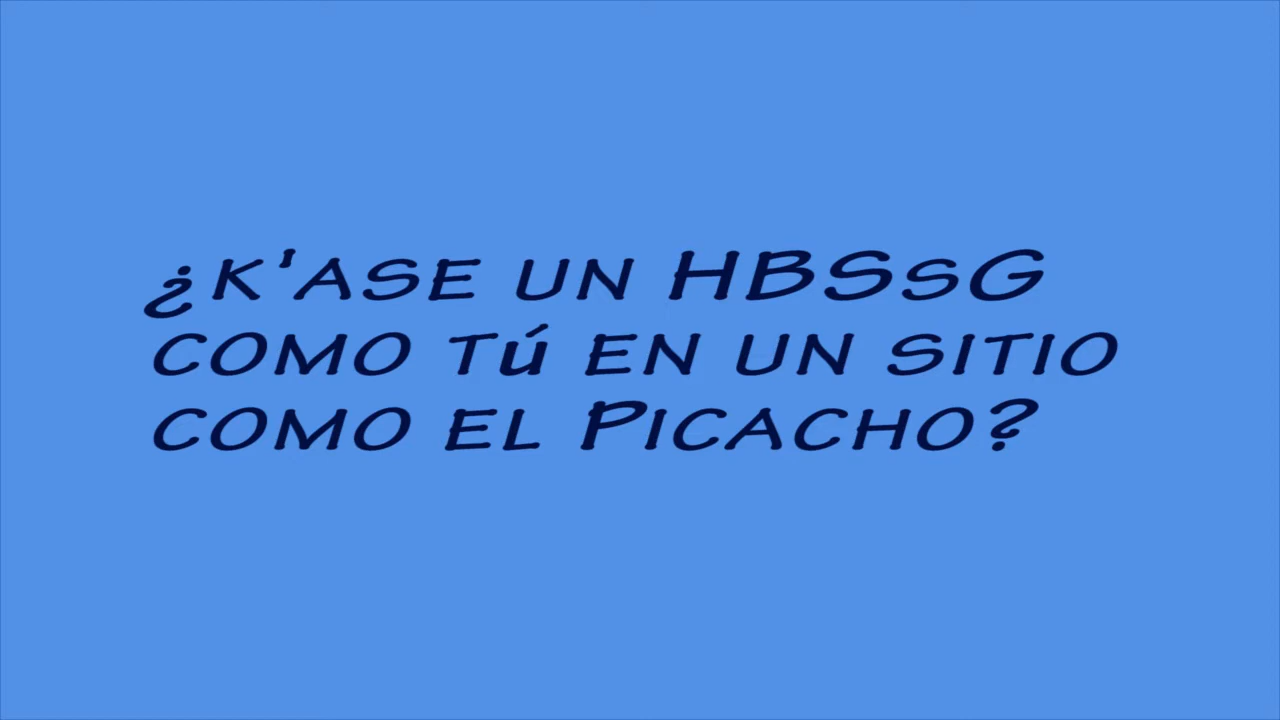 ¿k'ase un HBSsG
como tú en un sitio
como el Picacho?